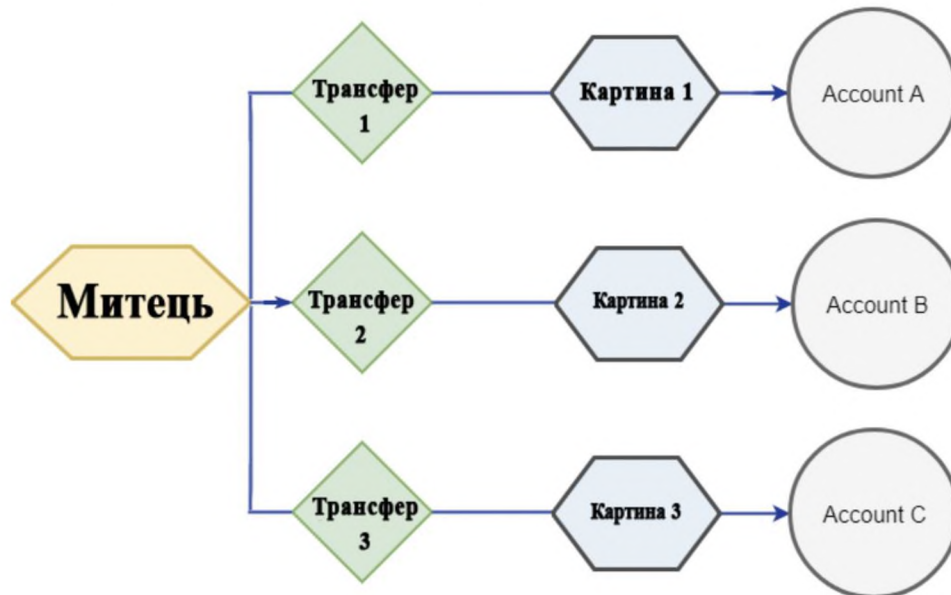 Трансфер
1
Картина 1
Account A
Митець
Трансфер
2
Картина 2
Account B
Трансфер
3
Картина 3
Account C